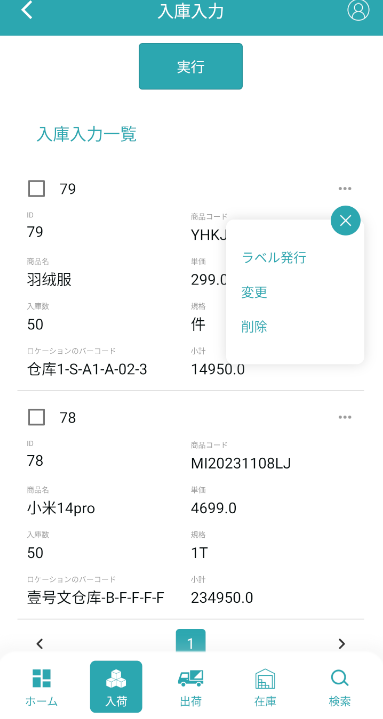 入庫入力
実行
入庫入力一覧
79
ID
商品コード
79
YHKJ
ラベル発行
変更
削除
商品名
単価
羽绒服
299.0
入庫数
規格
50
件
ロケーションのバーコード
小計
仓库1-S-A1-A-02-3
14950.0
78
ID
商品コード
78
MI20231108LJ
商品名
単価
小米14pro
4699.0
入庫数
規格
50
1T
ロケーションのバーコード
小計
壹号文仓库-B-F-F-F-F
234950.0
1
ホーム
入荷
出荷
在庫
検索